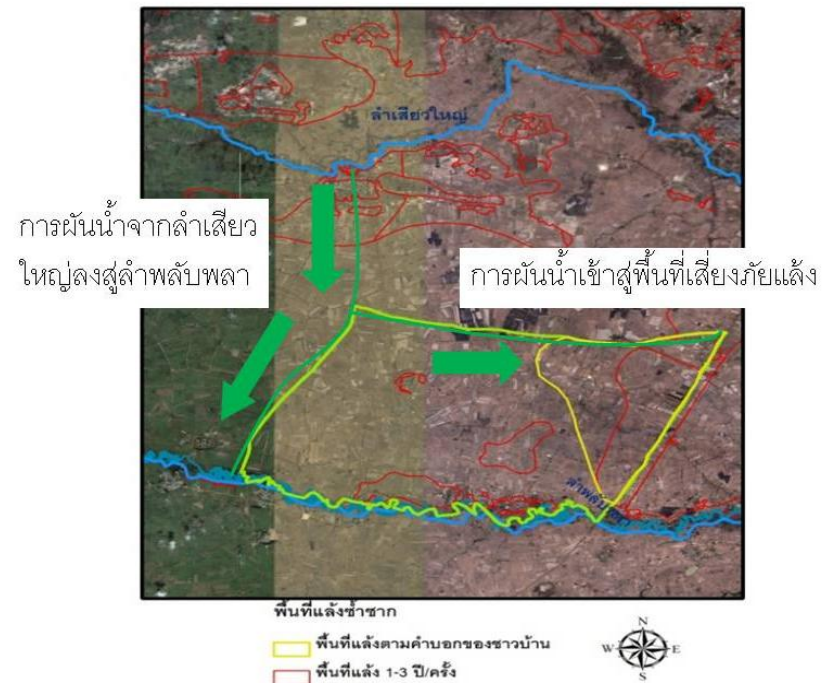 ลำเสียวใหญ่
การผันน้ำจากลำเสียว
ใหญ่ลงสู่ลำพลับพลา
การผันน้ำเข้าสู่พื้นที่เสี่ยงภัยแล้ง
พื้นที่แล้งซ้ำซาก
พื้นที่แล้งตามคำบอกของชาวบ้าน
พื้นที่แล้ง 1-3 ปี/ครั้ง
N
W E
S